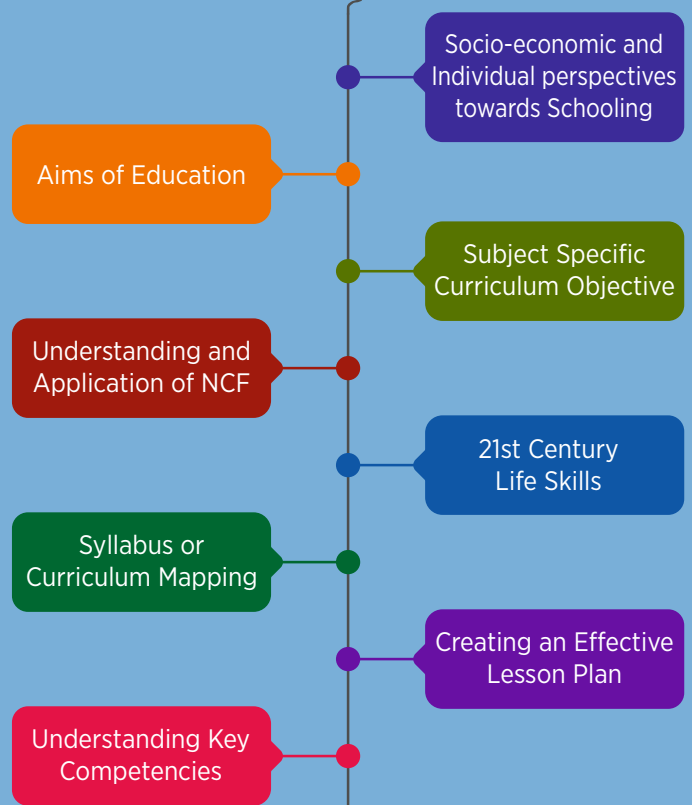 Socio-economic and
Individual perspectives
towards Schooling
Aims of Education
Subject Specific
Curriculum Objective
Understanding and
Application of NCF
21st Century
Life Skills
Syllabus or
Curriculum Mapping
Creating an Effective
Lesson Plan
Understanding Key
Competencies